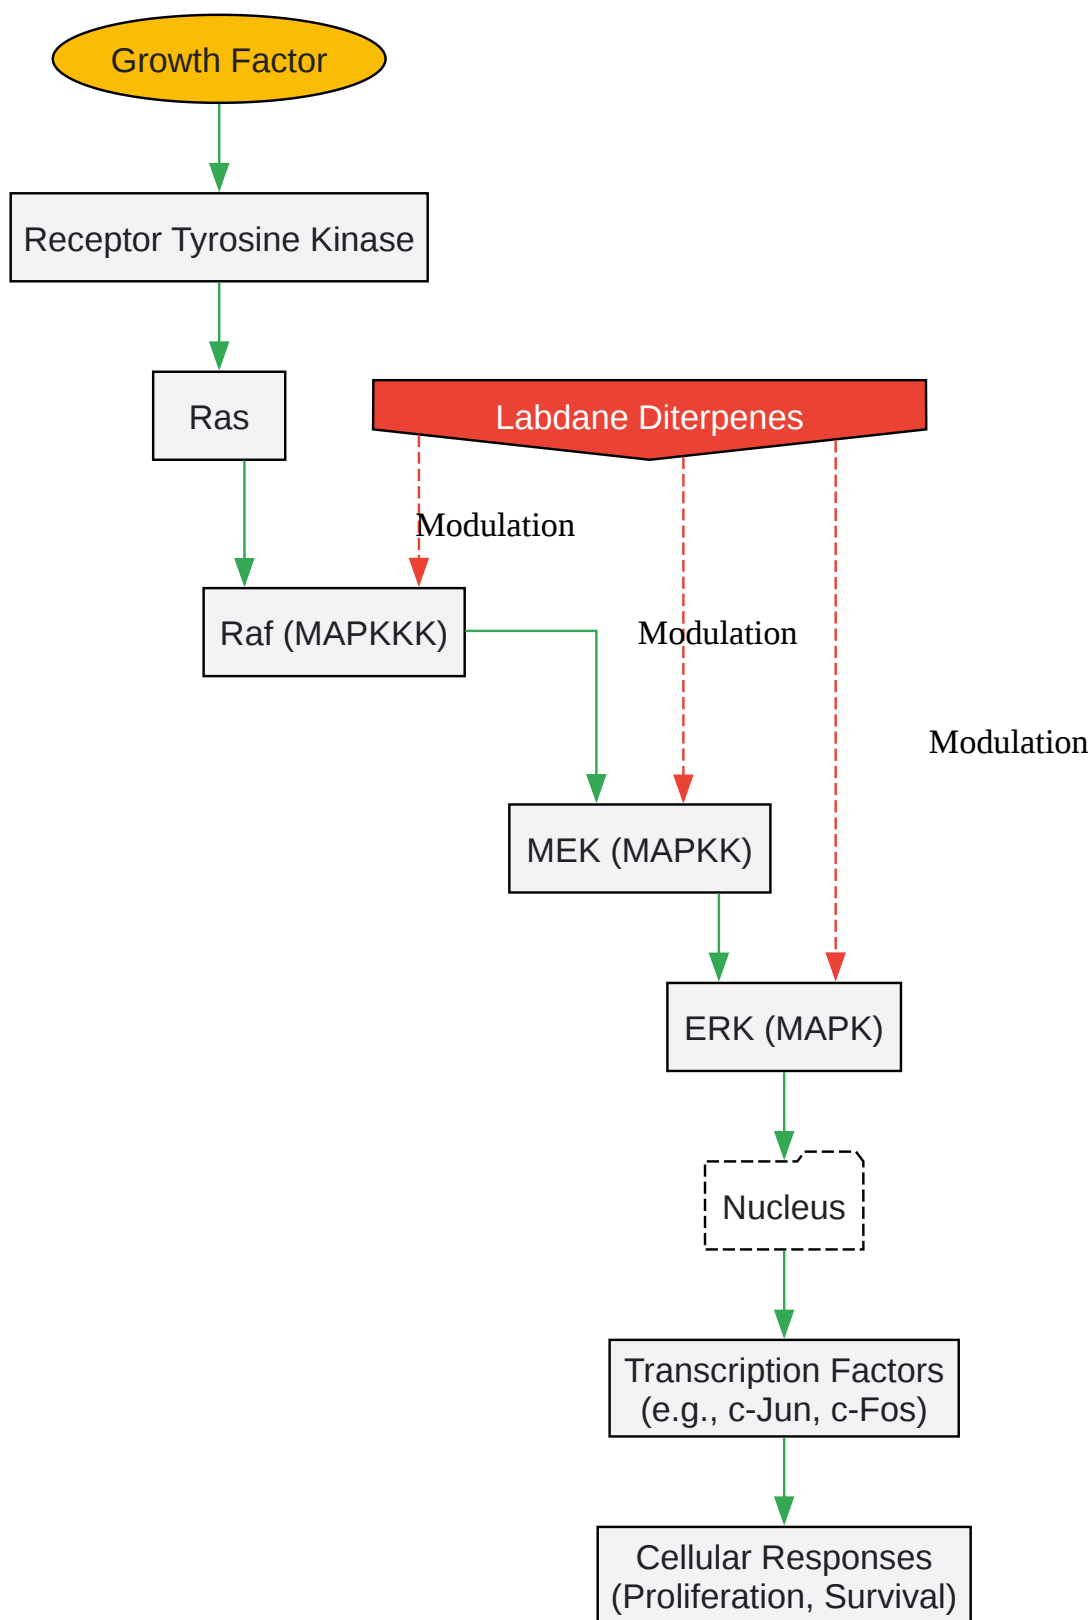 Growth Factor
Receptor Tyrosine Kinase
Ras
Labdane Diterpenes
Modulation
Raf (MAPKKK)
Modulation
Modulation
MEK (MAPKK)
ERK (MAPK)
Nucleus
Transcription Factors
(e.g., c-Jun, c-Fos)
Cellular Responses
(Proliferation, Survival)